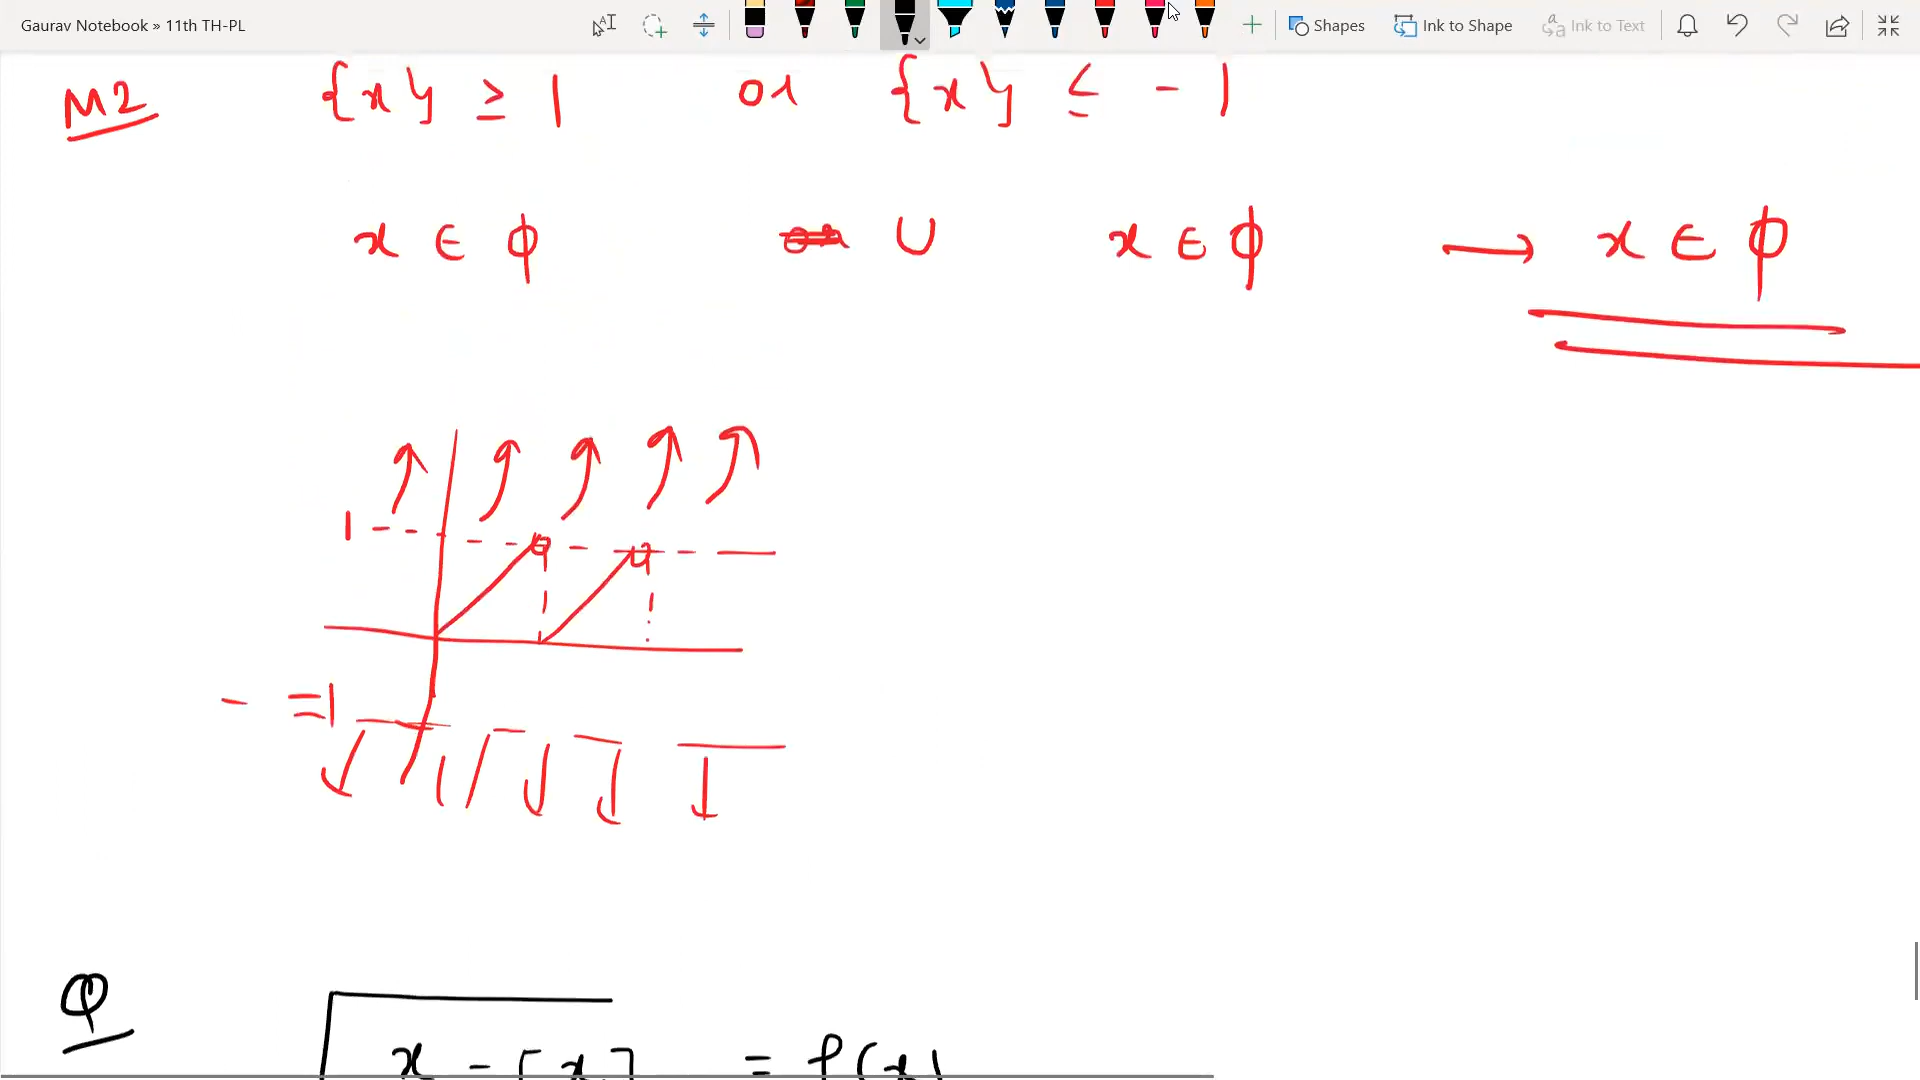 Gaurav Notebook » 11th TH-PL
Shapes
Ink to Shape
Ink to Text
M2 {x} ≥ 1 or {x} ≤ - 1
x ∈ ϕ ∪ x ∈ ϕ → x ∈ ϕ
1
- 1
Q
√ x - [x] = f(x)